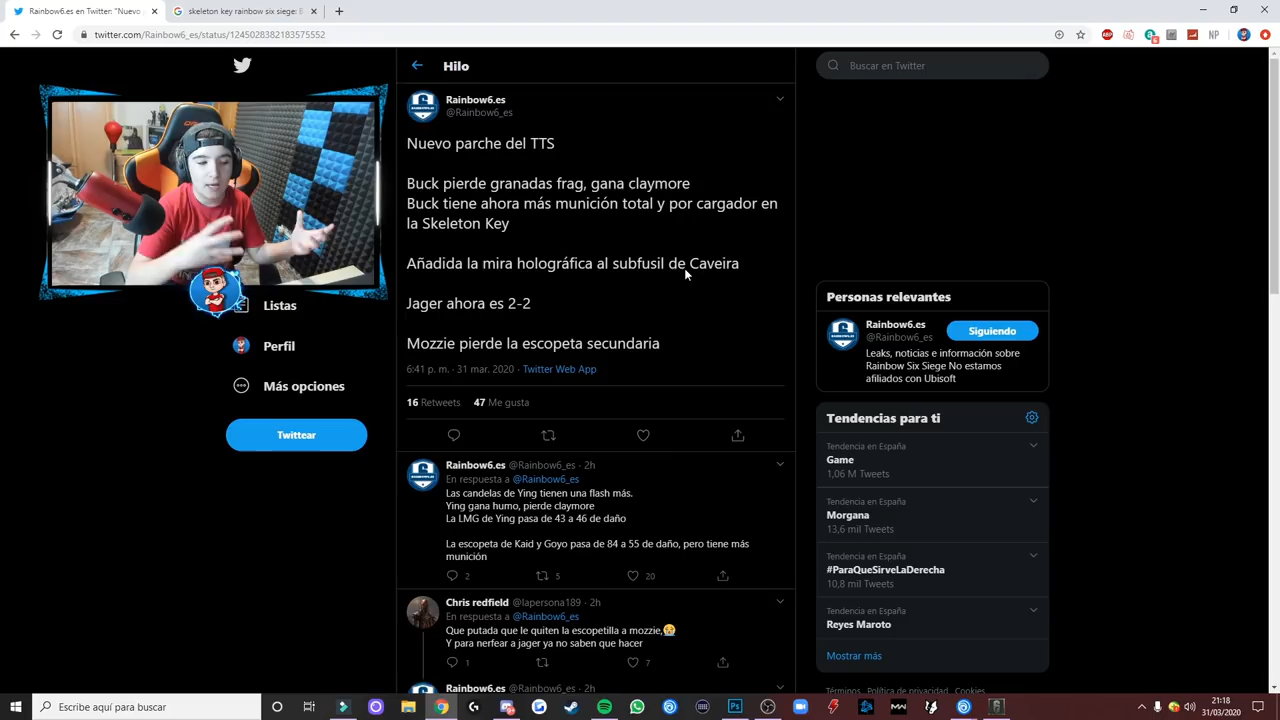 Rainbow6.es en Twitter: "Nuevo
skeleton key rainbow six siege: B
twitter.com/Rainbow6_es/status/1245028382183575552
NP
Hilo
Buscar en Twitter
Rainbow6.es
@Rainbow6_es
Nuevo parche del TTS
Buck pierde granadas frag, gana claymore
Buck tiene ahora más munición total y por cargador en
la Skeleton Key
Añadida la mira holográfica al subfusil de Caveira
Jager ahora es 2-2
Mozzie pierde la escopeta secundaria
6:41 p. m. · 31 mar. 2020 · Twitter Web App
16 Retweets 47 Me gusta
Listas
Perfil
Más opciones
Twittear
Rainbow6.es @Rainbow6_es · 2h
En respuesta a @Rainbow6_es
Las candelas de Ying tienen una flash más.
Ying gana humo, pierde claymore
La LMG de Ying pasa de 43 a 46 de daño
La escopeta de Kaid y Goyo pasa de 84 a 55 de daño, pero tiene más
munición
2 5 20
Chris redfield @lapersona189 · 2h
En respuesta a @Rainbow6_es
Que putada que le quiten la escopetilla a mozzie,😭
Y para nerfear a jager ya no saben que hacer
1 7
Rainbow6.es @Rainbow6_es · 2h
Personas relevantes
Rainbow6.es
@Rainbow6_es
Siguiendo
Leaks, noticias e información sobre
Rainbow Six Siege No estamos
afiliados con Ubisoft
Tendencias para ti
Tendencia en España
Game
1,06 M Tweets
Tendencia en España
Morgana
13,6 mil Tweets
Tendencia en España
#ParaQueSirveLaDerecha
10,8 mil Tweets
Tendencia en España
Reyes Maroto
Mostrar más
Términos Política de privacidad Cookies
Escribe aquí para buscar
21:18
31/03/2020